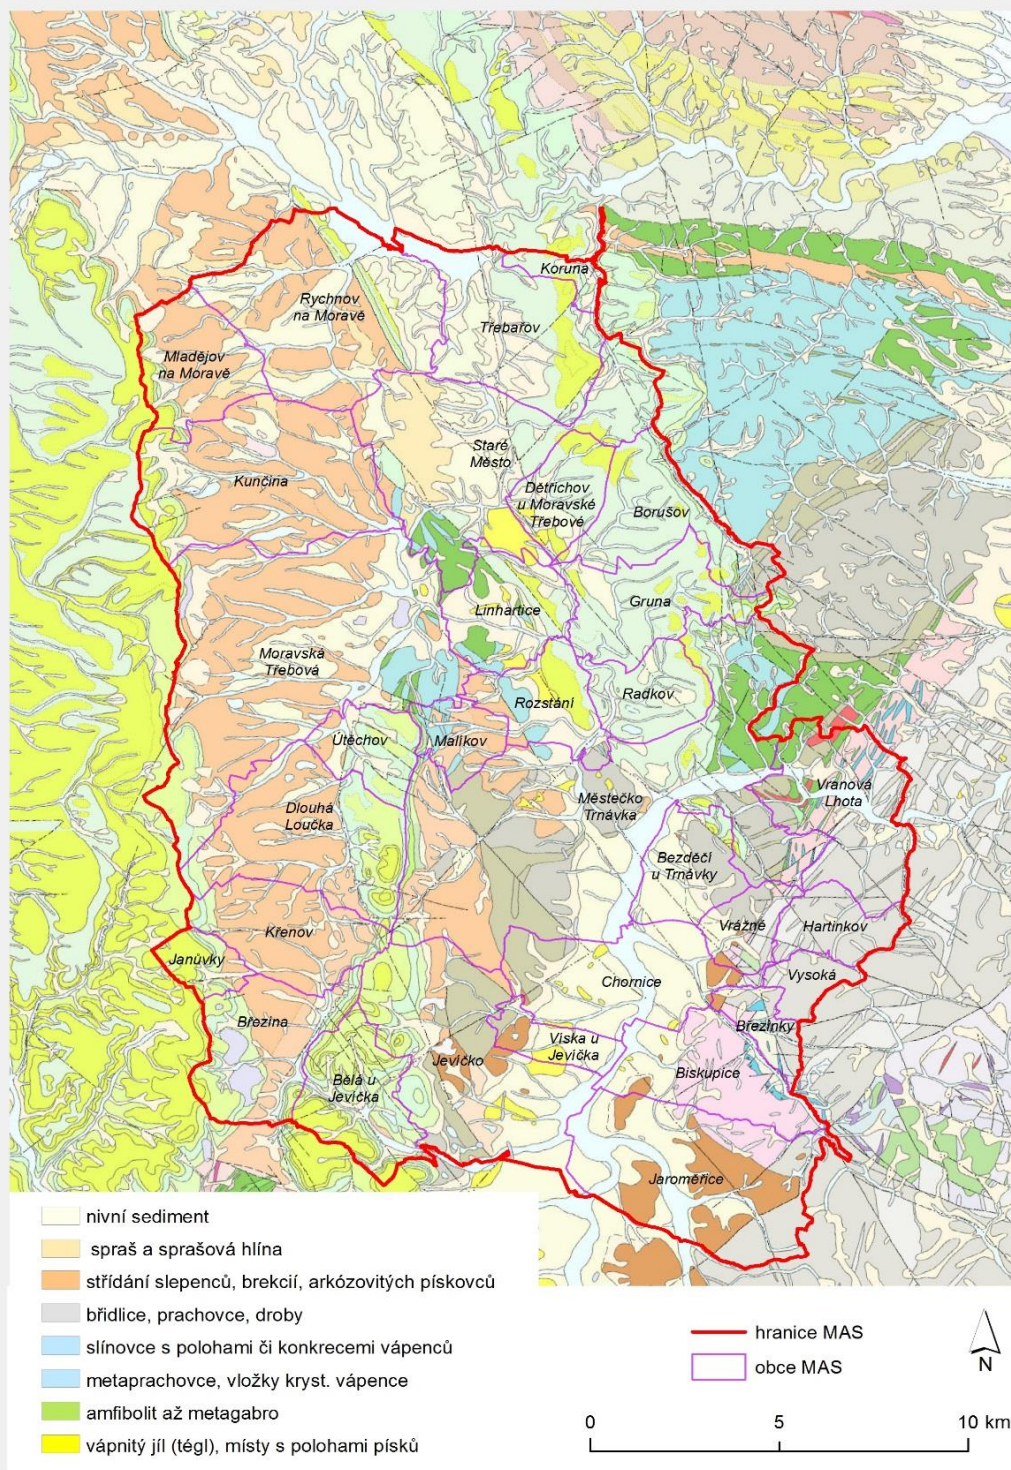 Koruna
Rychnov
na Moravě
Třebařov
Mladějov
na Moravě
Staré
Město
Kunčina
Dětřichov
u Moravské
Třebové
Borušov
Linhartice
Gruna
Moravská
Třebová
Radkov
Rozstání
Útěchov
Malíkov
Vranová
Lhota
Městečko
Trnávka
Dlouhá
Loučka
Bezděčí
u Trnávky
Vrážné
Hartinkov
Křenov
Janůvky
Vysoká
Chornice
Březina
Březinky
Víska u
Jevíčka
Jevíčko
Biskupice
Bělá u
Jevíčka
Jaroměřice
nivní sediment
spraš a sprašová hlína
střídání slepenců, brekcií, arkózovitých pískovců
břidlice, prachovce, droby
slínovce s polohami či konkrecemi vápenců
metaprachovce, vložky kryst. vápence
amfibolit až metagabro
vápnitý jíl (tégl), místy s polohami písků
hranice MAS
obce MAS
N
0 5 10 km